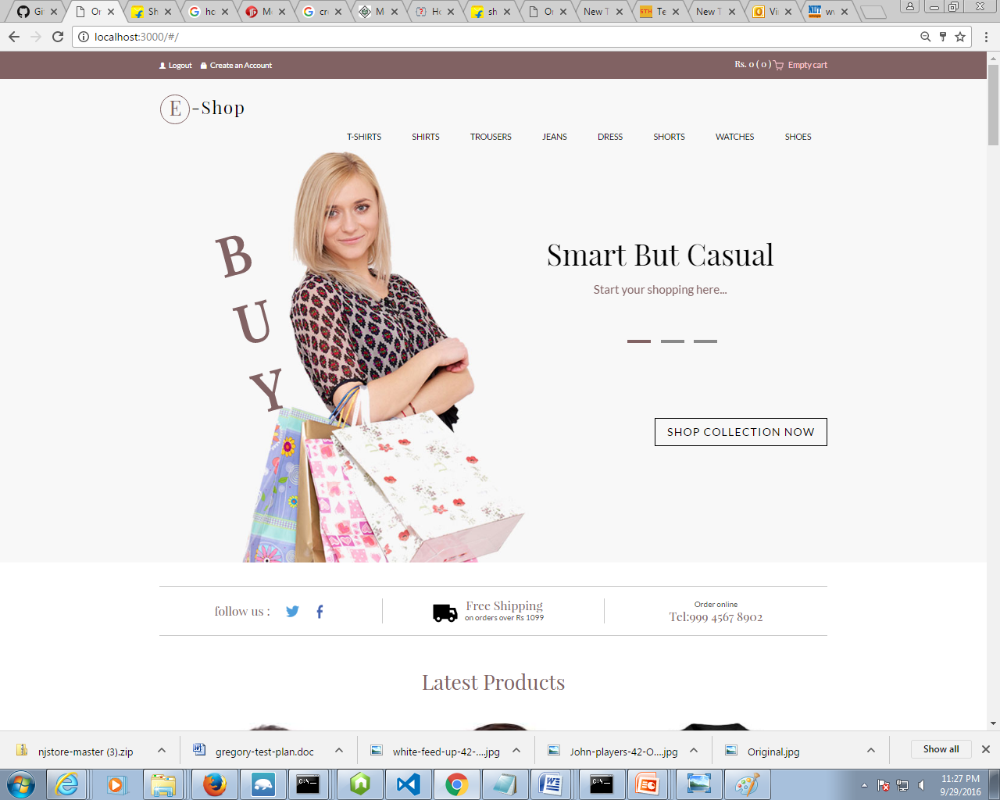 Gi
Or
Sh
hc
M
cr
M
Ho
sh
Or
New T
Te
New T
Vi
NIIT
wv
localhost:3000/#/
Logout
Create an Account
Rs. 0 ( 0 )
Empty cart
E -Shop
T-SHIRTS
SHIRTS
TROUSERS
JEANS
DRESS
SHORTS
WATCHES
SHOES
BUY
Smart But Casual
Start your shopping here...
SHOP COLLECTION NOW
follow us :
Free Shipping
on orders over Rs 1099
Order online
Tel:999 4567 8902
Latest Products
njstore-master (3).zip
gregory-test-plan.doc
white-feed-up-42-....jpg
John-players-42-O....jpg
Original.jpg
Show all
11:27 PM
9/29/2016